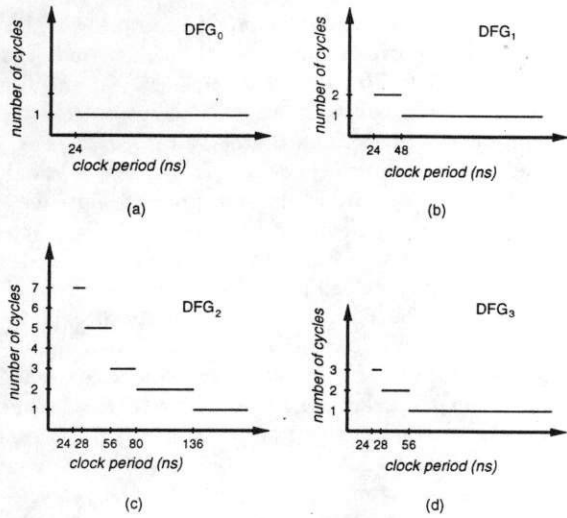 number of cycles
DFG₀
1
24
clock period (ns)
(a)
number of cycles
DFG₁
2
1
24 48
clock period (ns)
(b)
number of cycles
DFG₂
7
6
5
4
3
2
1
24 28 56 80 136
clock period (ns)
(c)
number of cycles
DFG₃
3
2
1
24 28 56
clock period (ns)
(d)